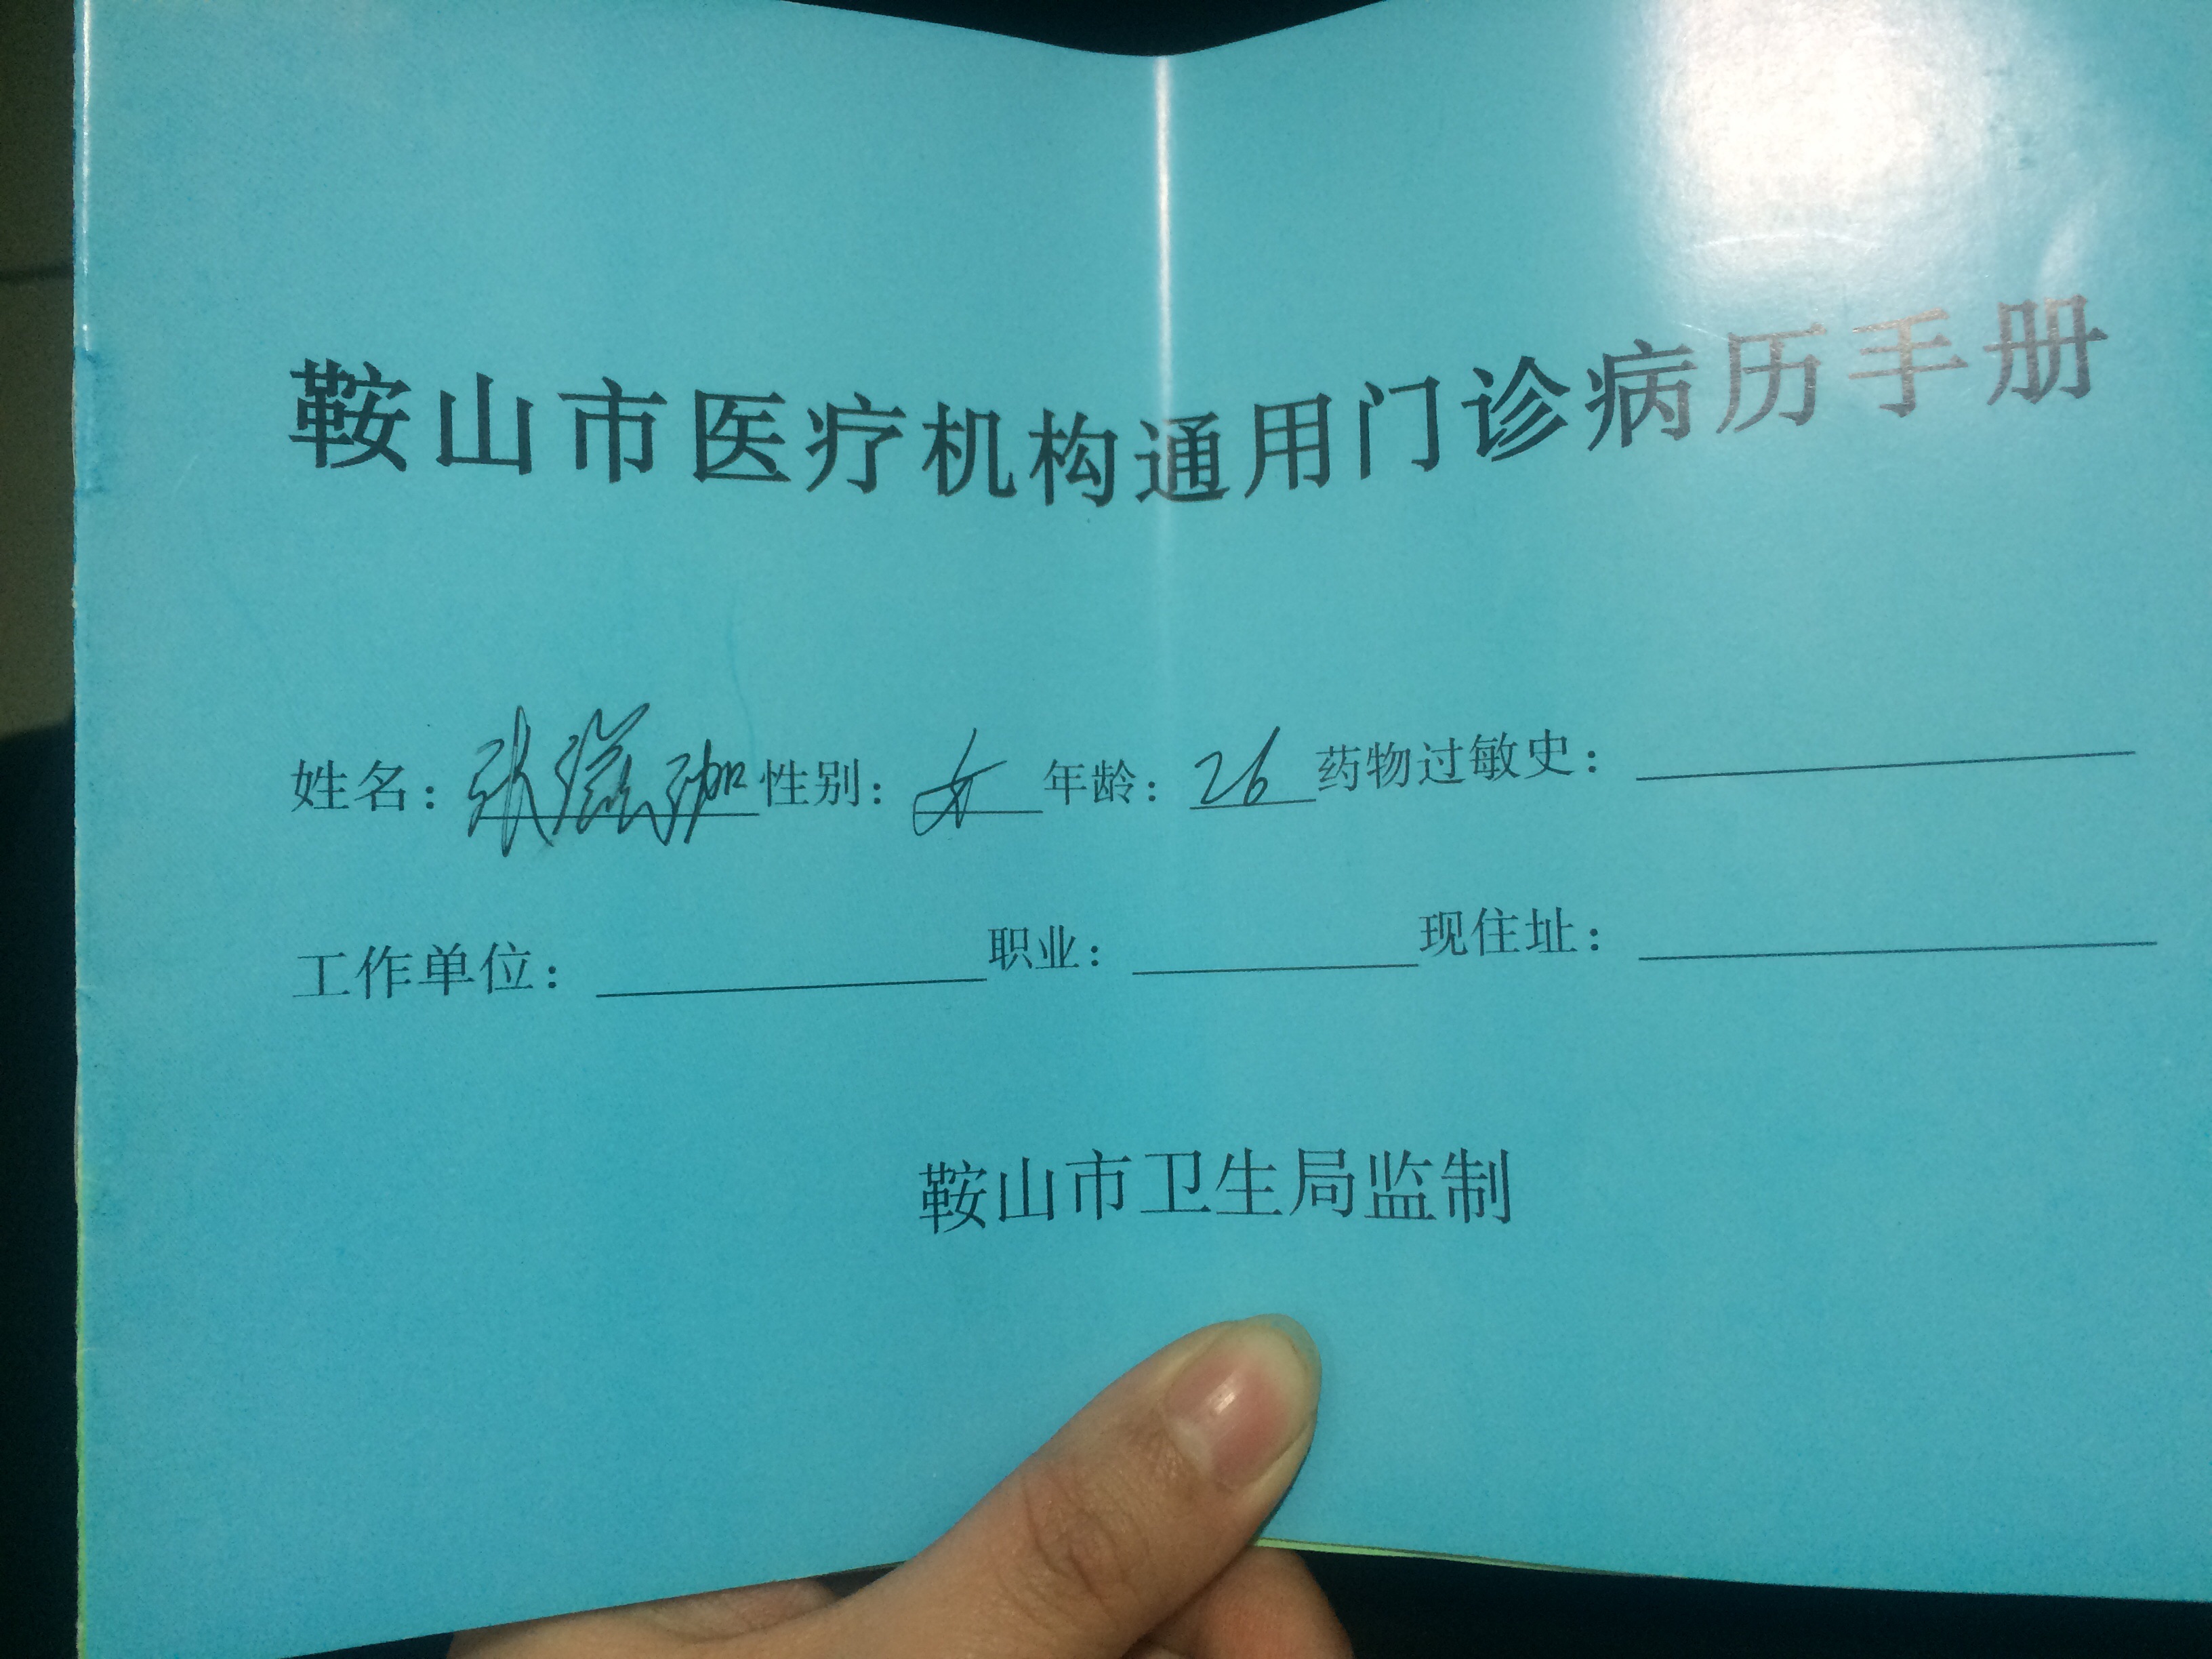 鞍山市医疗机构通用门诊病历手册
姓名：张 性别：女 年龄：26 药物过敏史：
工作单位： 职业： 现住址：
鞍山市卫生局监制